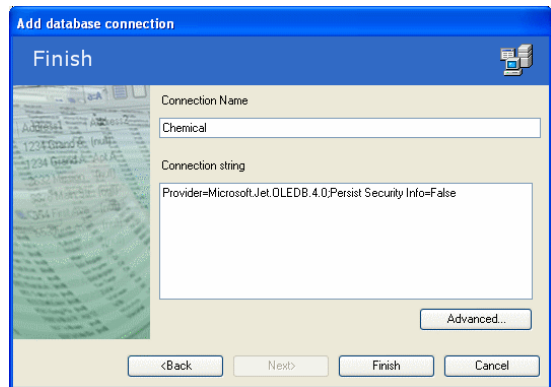 Add database connection
Finish
Connection Name
Chemical
Connection string
Provider=Microsoft.Jet.OLEDB.4.0;Persist Security Info=False
Advanced...
<Back
Next>
Finish
Cancel